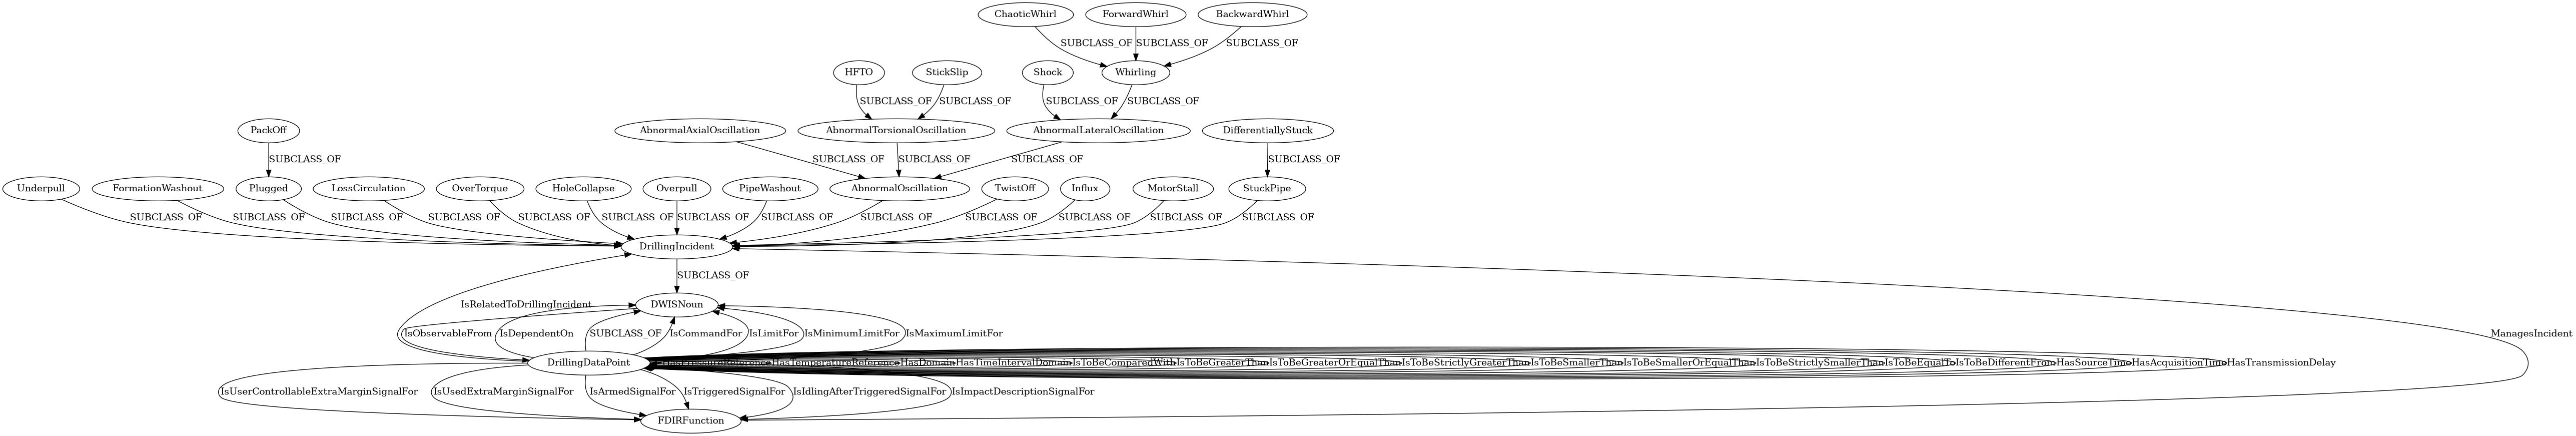 ChaoticWhirl ForwardWhirl BackwardWhirl
SUBCLASS_OF SUBCLASS_OF SUBCLASS_OF
HFTO StickSlip Shock Whirling
SUBCLASS_OF SUBCLASS_OF SUBCLASS_OF SUBCLASS_OF
PackOff AbnormalAxialOscillation AbnormalTorsionalOscillation AbnormalLateralOscillation DifferentiallyStuck
SUBCLASS_OF SUBCLASS_OF SUBCLASS_OF SUBCLASS_OF SUBCLASS_OF
Underpull FormationWashout Plugged LossCirculation OverTorque HoleCollapse Overpull PipeWashout AbnormalOscillation TwistOff Influx MotorStall StuckPipe
SUBCLASS_OF SUBCLASS_OF SUBCLASS_OF SUBCLASS_OF SUBCLASS_OF SUBCLASS_OF SUBCLASS_OF SUBCLASS_OF SUBCLASS_OF SUBCLASS_OF SUBCLASS_OF SUBCLASS_OF SUBCLASS_OF
DrillingIncident
SUBCLASS_OF
IsRelatedToDrillingIncident DWISNoun
IsObservableFrom IsDependentOn SUBCLASS_OF IsCommandFor IsLimitFor IsMinimumLimitFor IsMaximumLimitFor ManagesIncident
DrillingDataPoint HasTemperatureReference HasDomain HasTimeIntervalDomain IsToBeComparedWith IsToBeGreaterThan IsToBeGreaterOrEqualThan IsToBeStrictlyGreaterThan IsToBeSmallerThan IsToBeSmallerOrEqualThan IsToBeStrictlySmallerThan IsToBeEqualTo IsToBeDifferentFrom HasSourceTime HasAcquisitionTime HasTransmissionDelay
IsUserControllableExtraMarginSignalFor IsUsedExtraMarginSignalFor IsArmedSignalFor IsTriggeredSignalFor IsIdlingAfterTriggeredSignalFor IsImpactDescriptionSignalFor
FDIRFunction